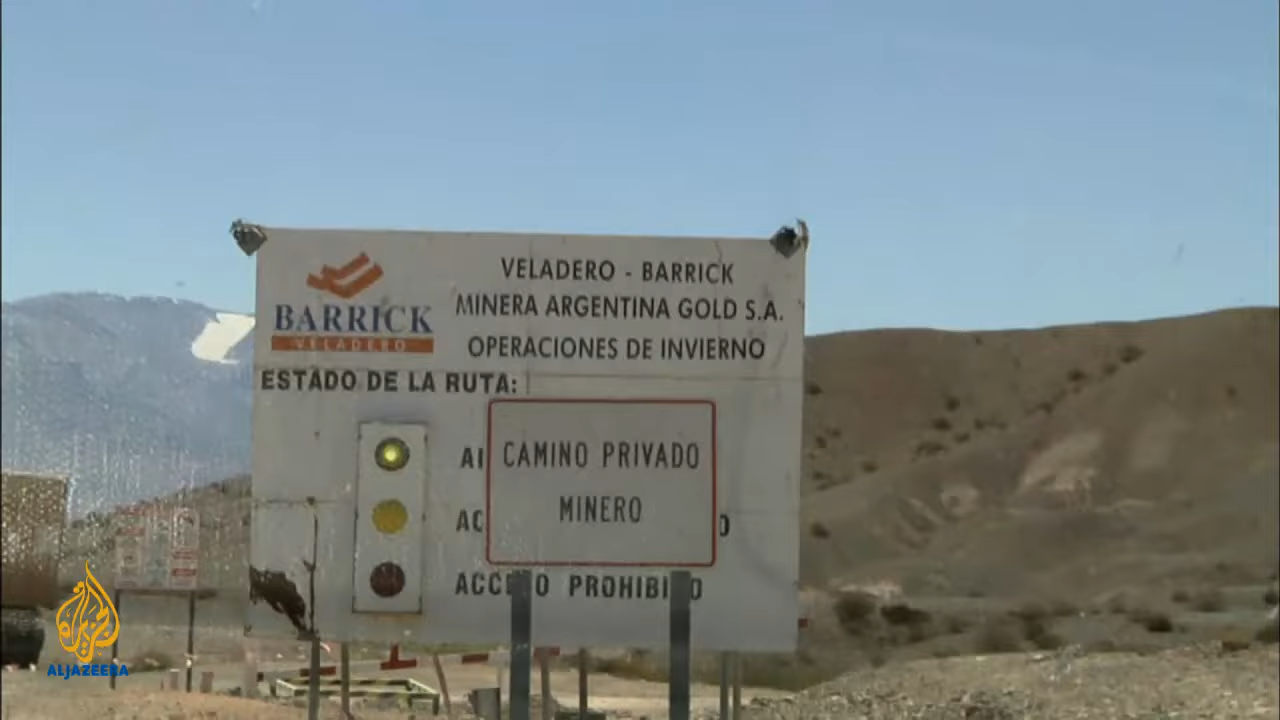 BARRICK
VELADERO
VELADERO - BARRICK
MINERA ARGENTINA GOLD S.A.
OPERACIONES DE INVIERNO
ESTADO DE LA RUTA:
CAMINO PRIVADO
MINERO
PROHIBIDO
ALJAZEERA